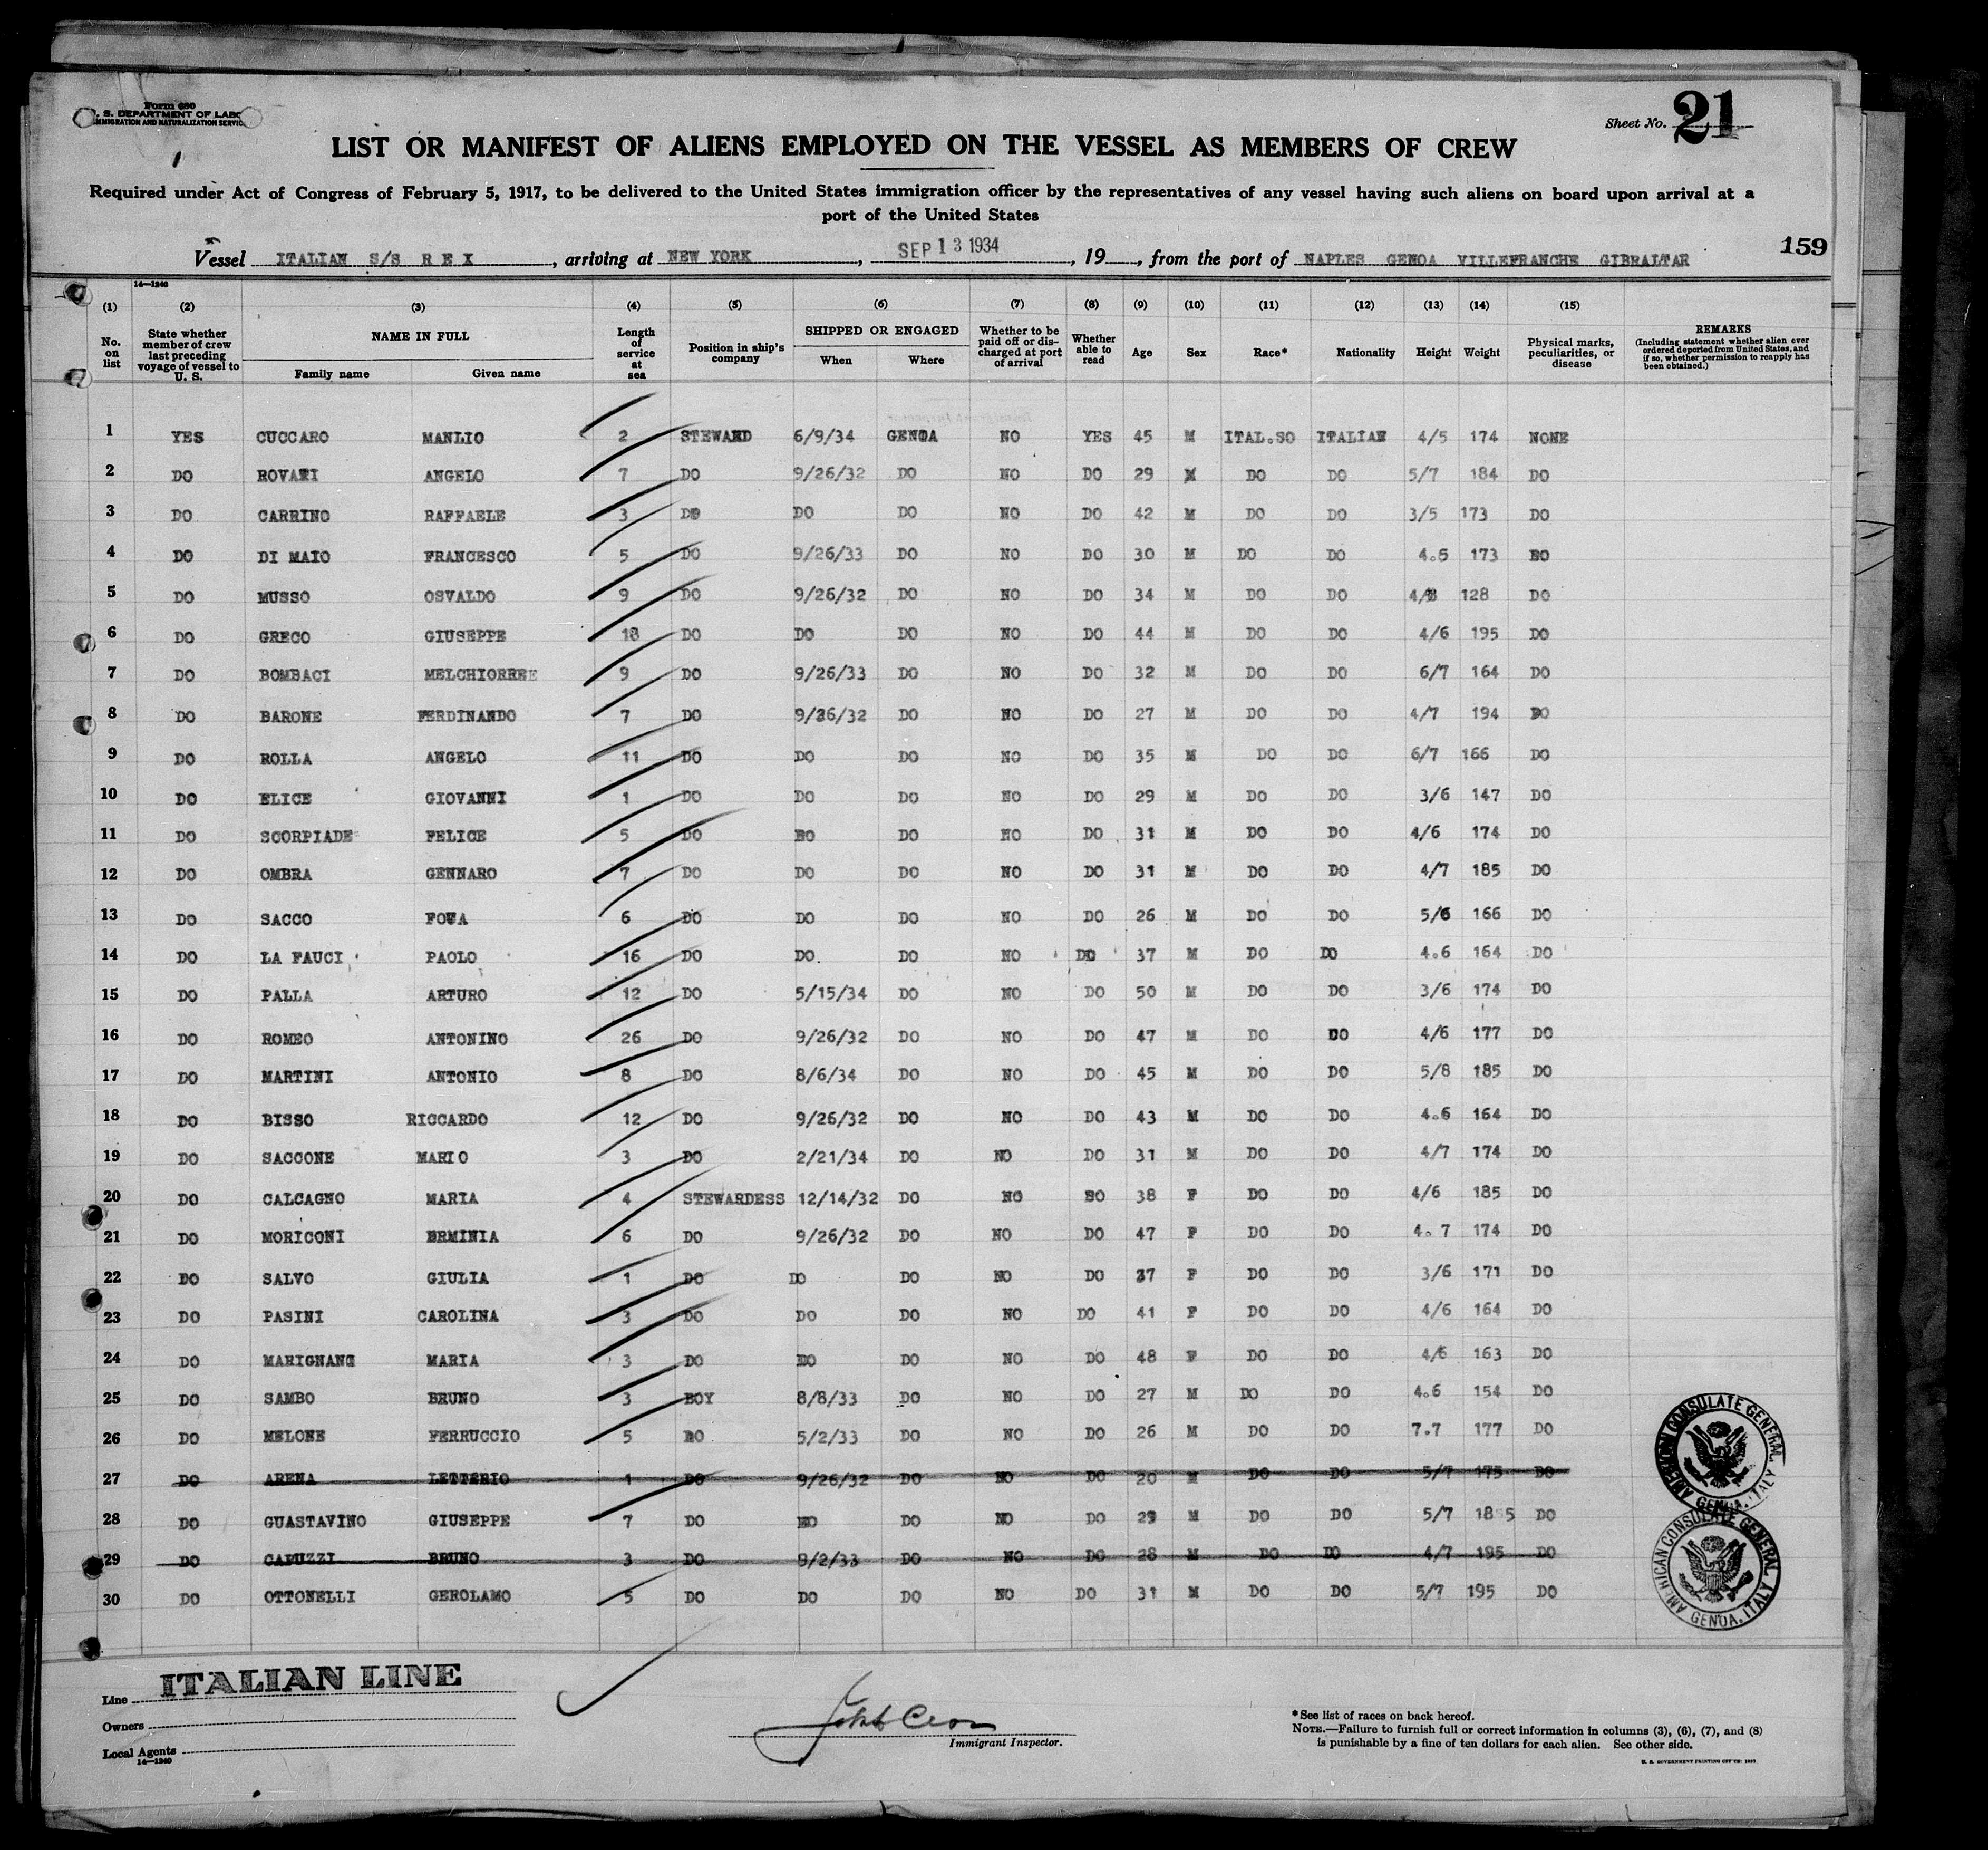 Form 680
U. S. DEPARTMENT OF LABOR
IMMIGRATION AND NATURALIZATION SERVICE
Sheet No. 21
LIST OR MANIFEST OF ALIENS EMPLOYED ON THE VESSEL AS MEMBERS OF CREW
Required under Act of Congress of February 5, 1917, to be delivered to the United States immigration officer by the representatives of any vessel having such aliens on board upon arrival at a
port of the United States
Vessel ITALIAN S/S REX, arriving at NEW YORK, SEP 13 1934, 19, from the port of NAPLES GENOA VILLEFRANCHE GIBRALTAR
159
14—1240
(1) (2) (3) (4) (5) (6) (7) (8) (9) (10) (11) (12) (13) (14) (15)
No. on list
State whether member of crew last preceding voyage of vessel to U. S.
NAME IN FULL
Family name Given name
Length of service at sea
Position in ship's company
SHIPPED OR ENGAGED
When Where
Whether to be paid off or discharged at port of arrival
Whether able to read
Age Sex Race* Nationality Height Weight
Physical marks, peculiarities, or disease
REMARKS
(Including statement whether alien ever ordered deported from United States, and if so, whether permission to reapply has been obtained.)
1 YES CUCCARO MANLIO 2 STEWARD 6/9/34 GENOA NO YES 45 M ITAL.SO ITALIAN 4/5 174 NONE
2 DO ROVATI ANGELO 7 DO 9/26/32 DO NO DO 29 M DO DO 5/7 184 DO
3 DO CARRINO RAFFAELE 3 DO DO DO NO DO 42 M DO DO 3/5 173 DO
4 DO DI MAIO FRANCESCO 5 DO 9/26/33 DO NO DO 30 M DO DO 4.5 173 DO
5 DO MUSSO OSVALDO 9 DO 9/26/32 DO NO DO 34 M DO DO 128 DO
6 DO GRECO GIUSEPPE 18 DO DO DO NO DO 44 M DO DO 4/6 195 DO
7 DO BOMBACI MELCHIORREE 9 DO 9/26/33 DO NO DO 32 M DO DO 6/7 164 DO
8 DO BARONE FERDINANDO 7 DO 9/26/32 DO NO DO 27 M DO DO 4/7 194 DO
9 DO ROLLA ANGELO 11 DO DO DO NO DO 35 M DO DO 6/7 166 DO
10 DO ELICE GIOVANNI 1 DO DO DO NO DO 29 M DO DO 3/6 147 DO
11 DO SCORPIADE FELICE 5 DO DO DO NO DO 31 M DO DO 4/6 174 DO
12 DO OMBRA GENNARO 7 DO DO DO NO DO 31 M DO DO 4/7 185 DO
13 DO SACCO 6 DO DO DO NO DO 26 M DO DO 5/6 166 DO
14 DO LA FAUCI PAOLO 16 DO DO. DO NO DO 37 M DO DO 4.6 164 DO
15 DO PALLA ARTURO 12 DO 5/15/34 DO NO DO 50 M DO DO 3/6 174 DO
16 DO ROMEO ANTONINO 26 DO 9/26/32 DO NO DO 47 M DO DO 4/6 177 DO
17 DO MARTINI ANTONIO 8 DO 8/6/34 DO NO DO 45 M DO DO 5/8 185 DO
18 DO BISSO RICCARDO 12 DO 9/26/32 DO NO DO 43 M DO DO 4.6 164 DO
19 DO SACCONE MARIO 3 DO 2/21/34 DO NO DO 31 M DO DO 4/7 174 DO
20 DO CALCAGNO MARIA 4 STEWARDESS 12/14/32 DO NO DO 38 F DO DO 4/6 185 DO
21 DO MORICONI ERMINIA 6 DO 9/26/32 DO NO DO 47 F DO DO 4. 7 174 DO
22 DO SALVO GIULIA 1 DO DO DO NO DO 37 F DO DO 3/6 171 DO
23 DO PASINI CAROLINA 3 DO DO DO NO DO 41 F DO DO 4/6 164 DO
24 DO MARIA 3 DO DO DO NO DO 48 F DO DO 4/6 163 DO
25 DO SAMBO BRUNO 3 BOY 8/8/33 DO NO DO 27 M DO DO 4.6 154 DO
26 DO MELONE FERRUCCIO 5 DO 5/2/33 DO NO DO 26 M DO DO 7.7 177 DO
27 DO ARENA LETTERIO 1 DO 9/26/32 DO NO DO 20 M DO DO 5/7 175 DO
28 DO GUASTAVINO GIUSEPPE 7 DO DO DO NO DO 29 M DO DO 5/7 1855 DO
29 DO CAPUZZI BRUNO 3 DO 9/2/33 DO NO DO 28 M DO DO 4/7 195 DO
30 DO OTTONELLI GEROLAMO 5 DO DO DO NO DO 31 M DO DO 5/7 195 DO
AMERICAN CONSULATE GENERAL GENOA, ITALY
AMERICAN CONSULATE GENERAL GENOA, ITALY
Line ITALIAN LINE
Owners
Local Agents
14—1240
Immigrant Inspector.
*See list of races on back hereof.
NOTE.—Failure to furnish full or correct information in columns (3), (6), (7), and (8)
is punishable by a fine of ten dollars for each alien. See other side.